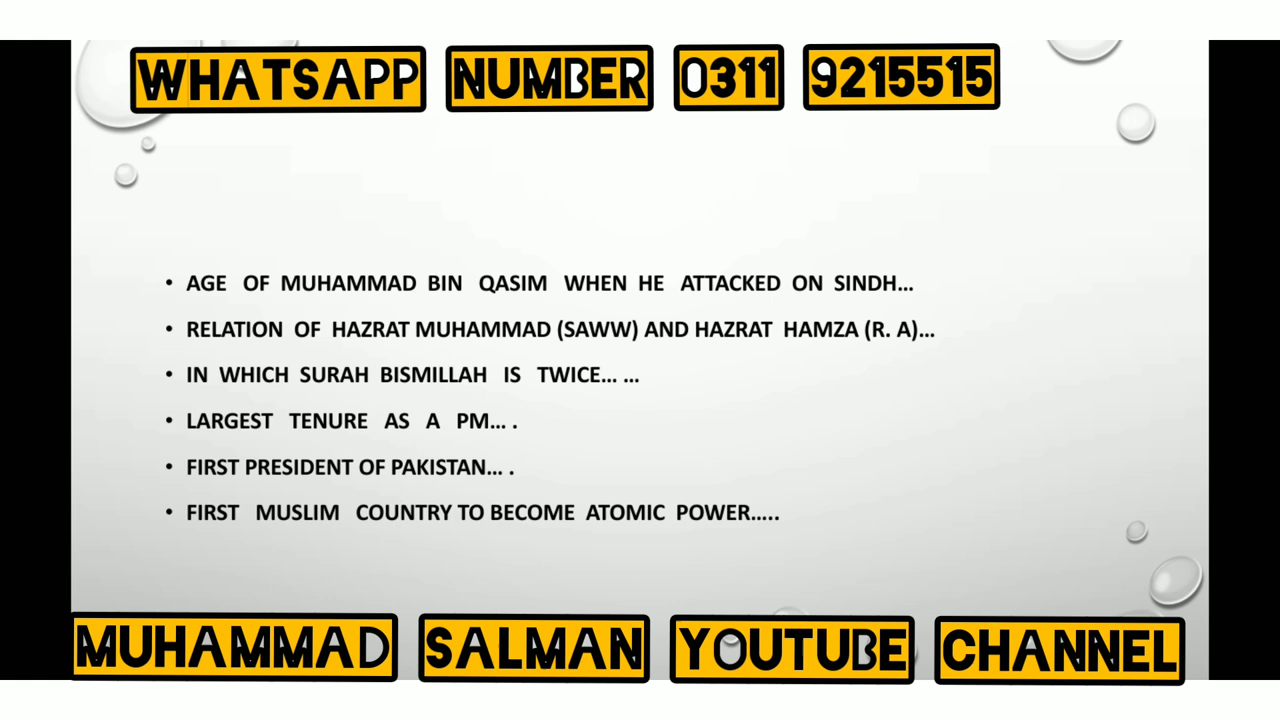 WHATSAPP NUMBER 0311 9215515
• AGE OF MUHAMMAD BIN QASIM WHEN HE ATTACKED ON SINDH...
• RELATION OF HAZRAT MUHAMMAD (SAWW) AND HAZRAT HAMZA (R. A)...
• IN WHICH SURAH BISMILLAH IS TWICE... ...
• LARGEST TENURE AS A PM... .
• FIRST PRESIDENT OF PAKISTAN... .
• FIRST MUSLIM COUNTRY TO BECOME ATOMIC POWER.....
MUHAMMAD SALMAN YOUTUBE CHANNEL